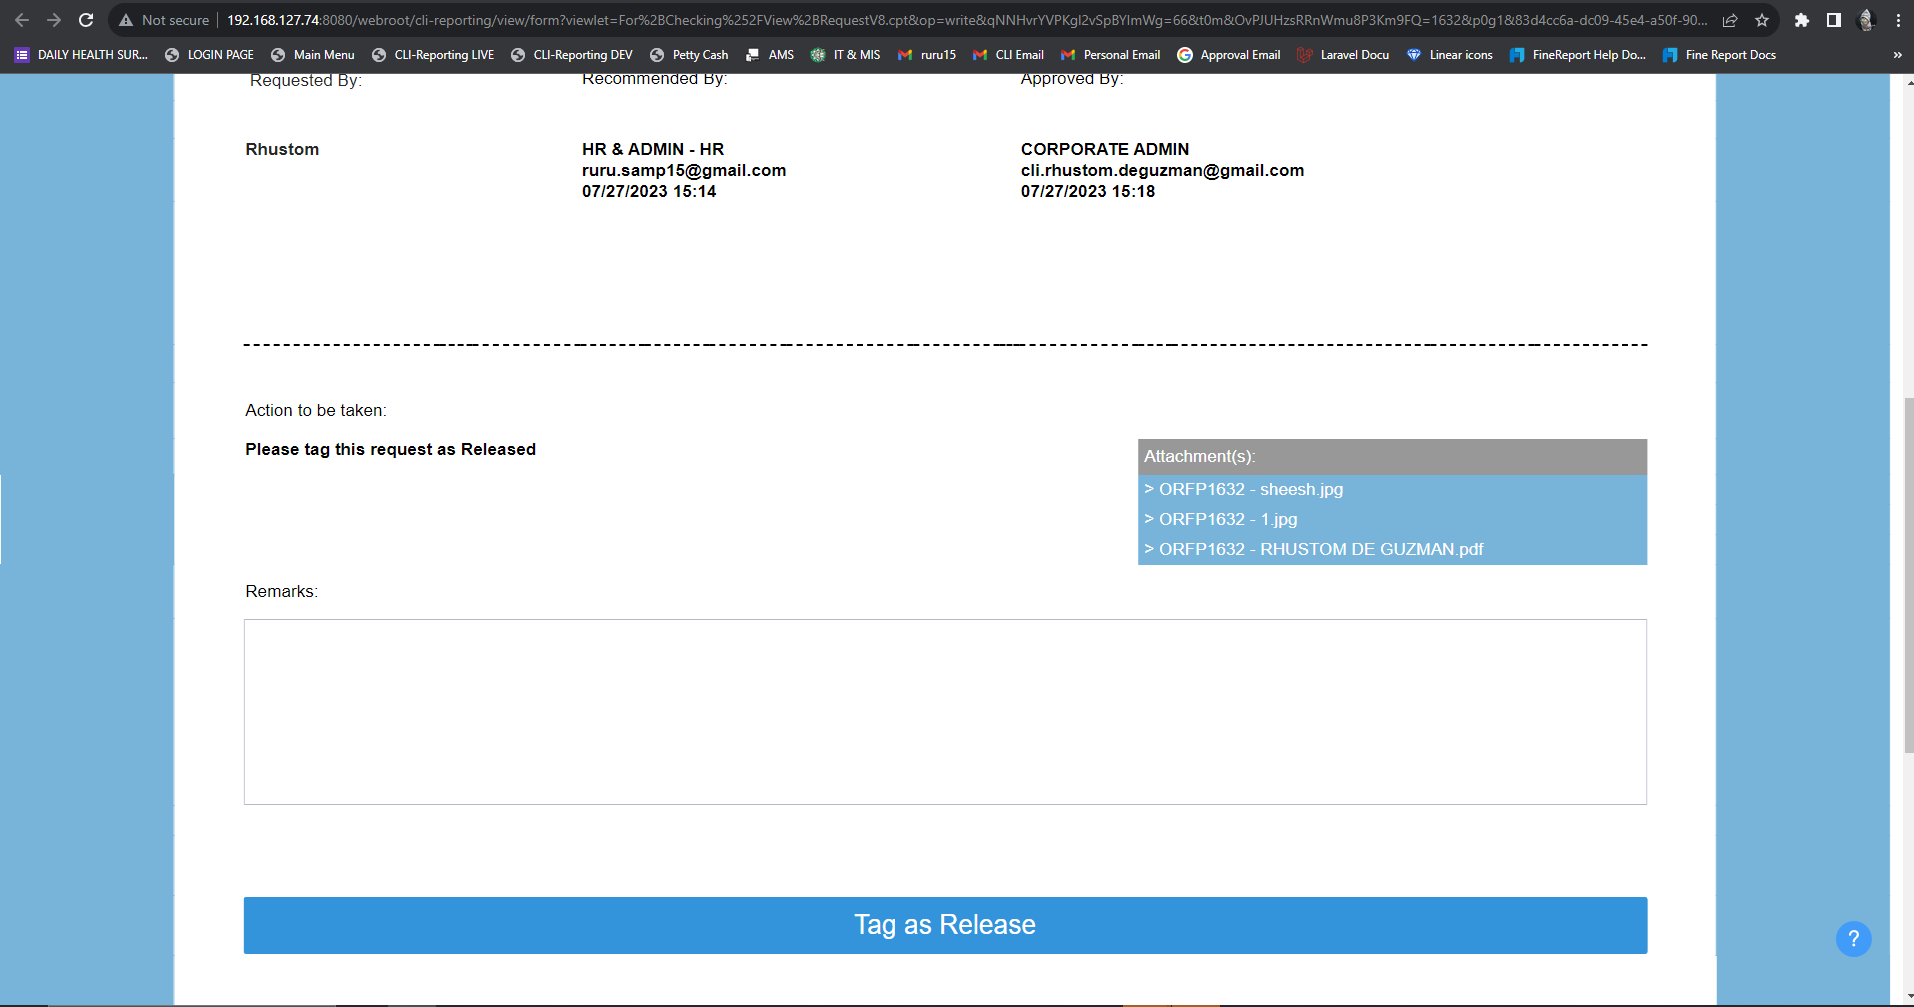 Not secure 192.168.127.74:8080/webroot/cli-reporting/view/form?viewlet=For%2BChecking%252FView%2BRequestV8.cpt&op=write&qNNHvrYVPKgl2vSpBYlmWg=66&t0m&OvPJUHzsRRnWmu8P3Km9FQ=1632&p0g1&83d4cc6a-dc09-45e4-a50f-90...
DAILY HEALTH SUR... LOGIN PAGE Main Menu CLI-Reporting LIVE CLI-Reporting DEV Petty Cash AMS IT & MIS ruru15 CLI Email Personal Email Approval Email Laravel Docu Linear icons FineReport Help Do... Fine Report Docs »
Requested By: Recommended By: Approved By:
Rhustom HR & ADMIN - HR CORPORATE ADMIN
ruru.samp15@gmail.com cli.rhustom.deguzman@gmail.com
07/27/2023 15:14 07/27/2023 15:18
Action to be taken:
Please tag this request as Released
Attachment(s):
> ORFP1632 - sheesh.jpg
> ORFP1632 - 1.jpg
> ORFP1632 - RHUSTOM DE GUZMAN.pdf
Remarks:
Tag as Release
?